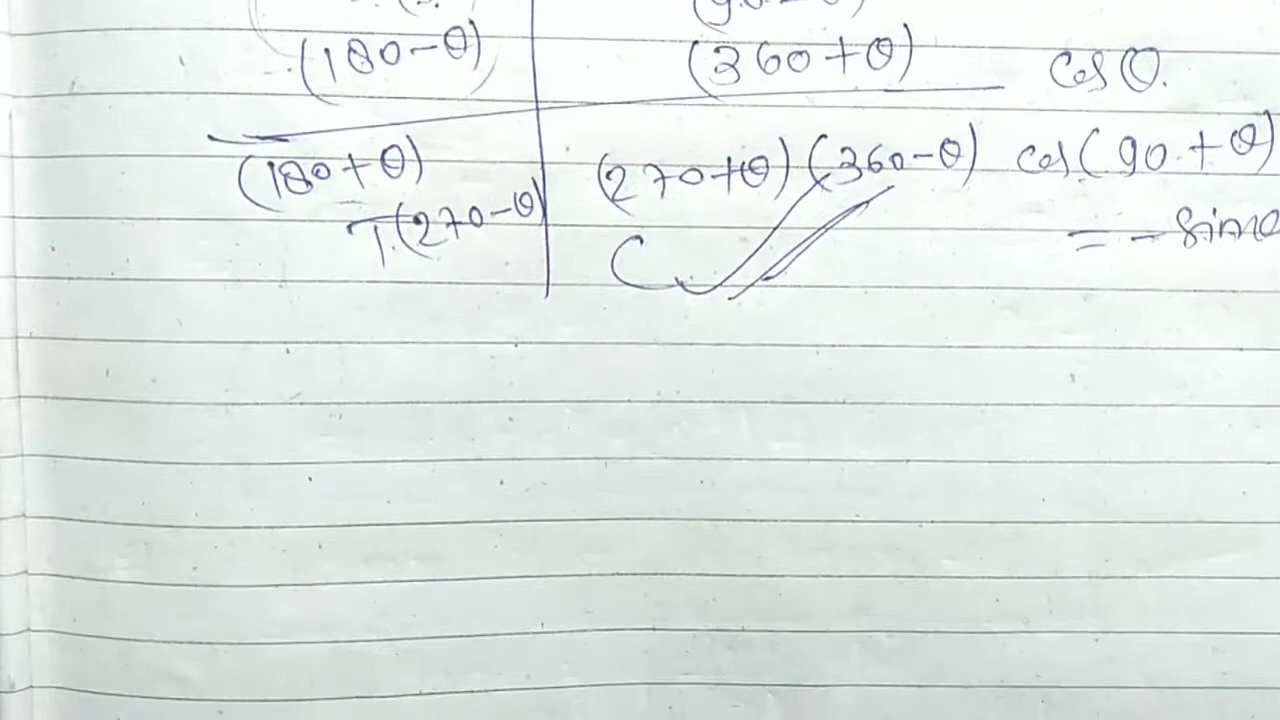 (180-θ) (360+θ) cos θ.
(180+θ) (270+θ) (360-θ) cos(90+θ)
T.(270-θ) C = - sinθ